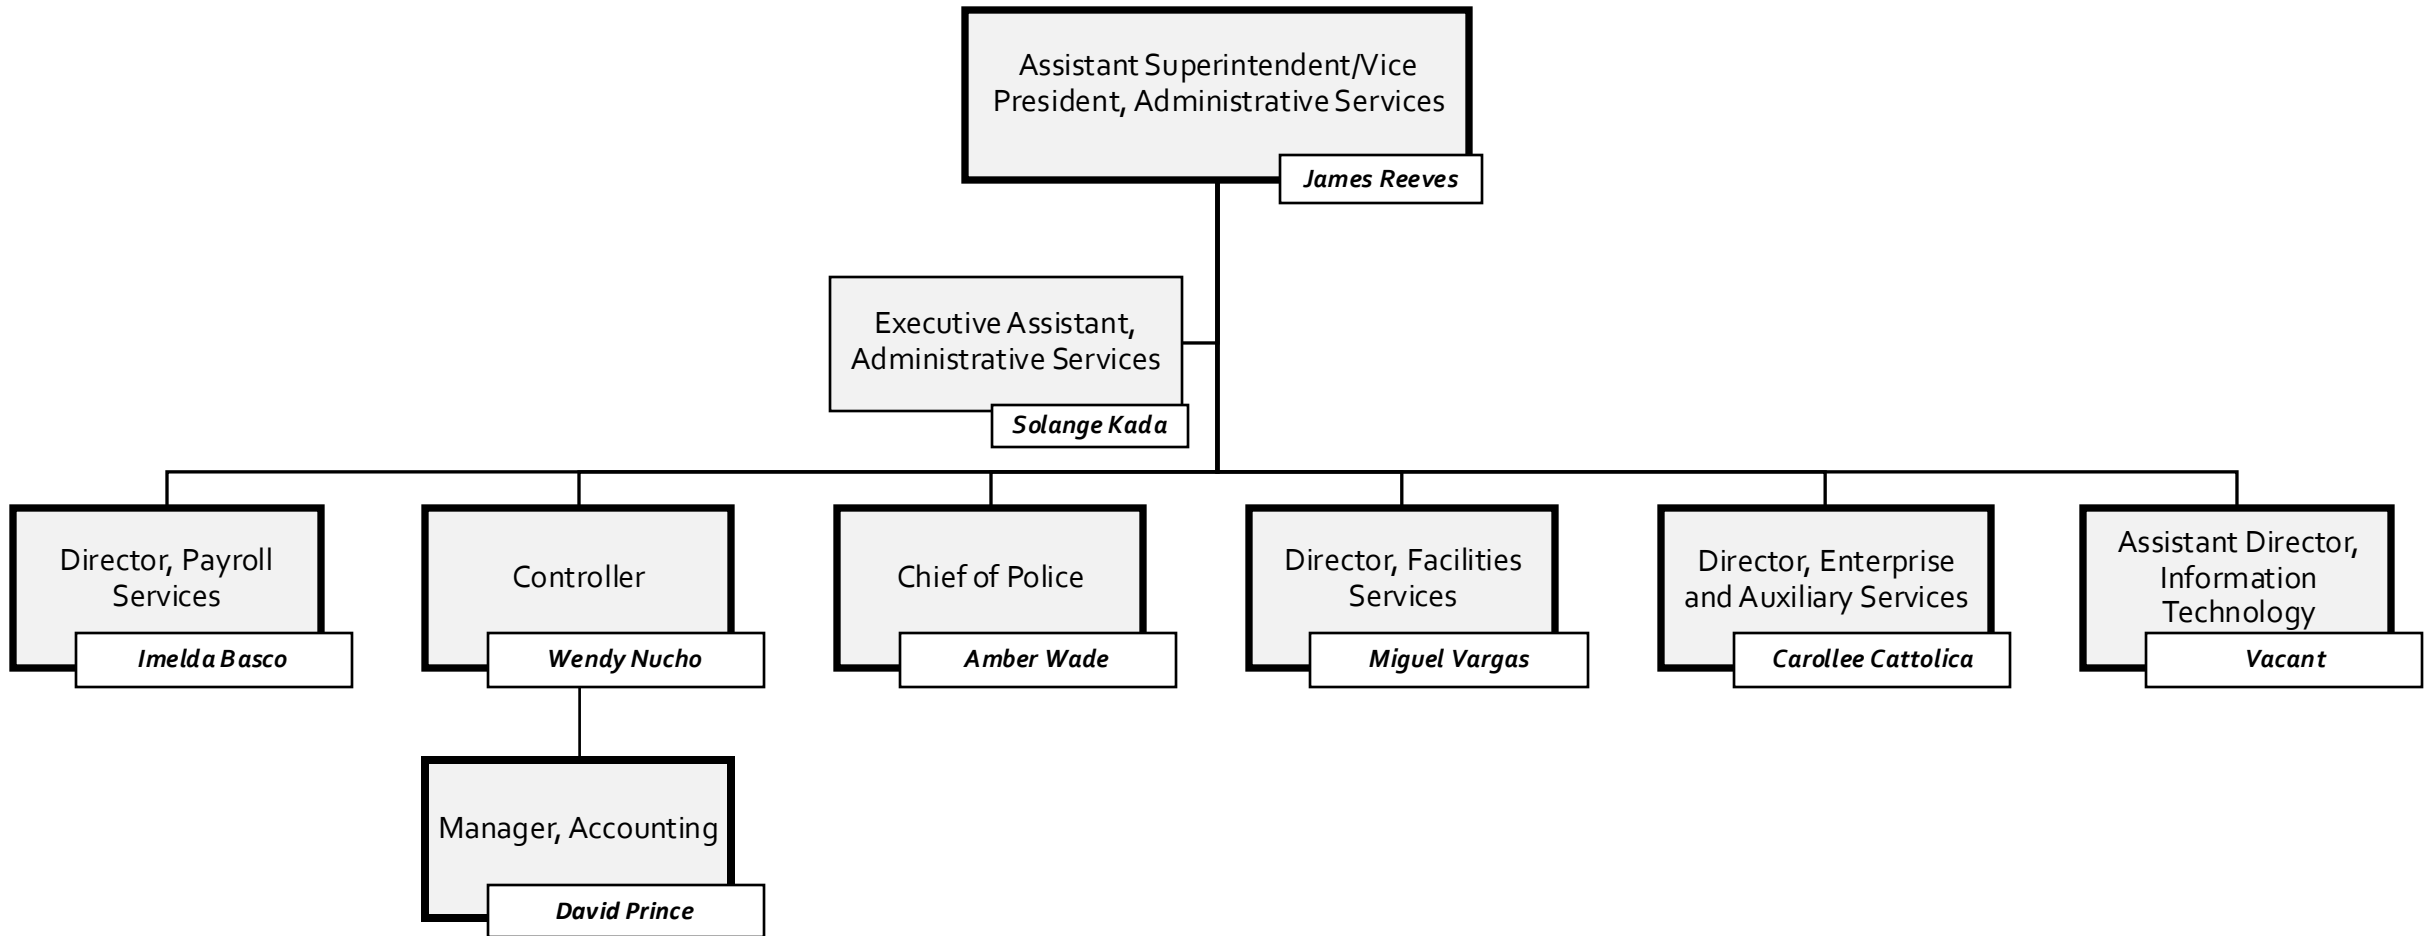 Assistant Superintendent/Vice
President, Administrative Services
James Reeves
Executive Assistant,
Administrative Services
Solange Kada
Director, Payroll
Services
Imelda Basco
Controller
Wendy Nucho
Chief of Police
Amber Wade
Director, Facilities
Services
Miguel Vargas
Director, Enterprise
and Auxiliary Services
Carollee Cattolica
Assistant Director,
Information
Technology
Vacant
Manager, Accounting
David Prince